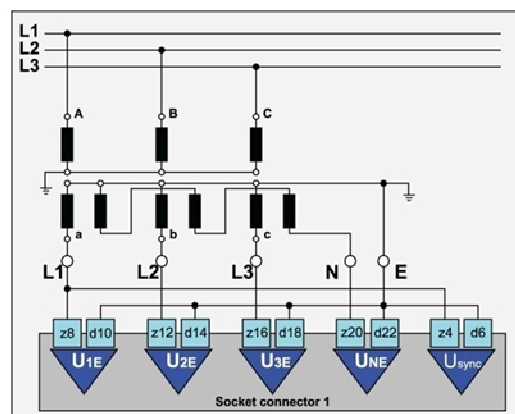 L1
L2
L3
A B C
a b c
L1 L2 L3 N E
z8 d10 z12 d14 z16 d18 z20 d22 z4 d6
U1E U2E U3E UNE Usync
Socket connector 1